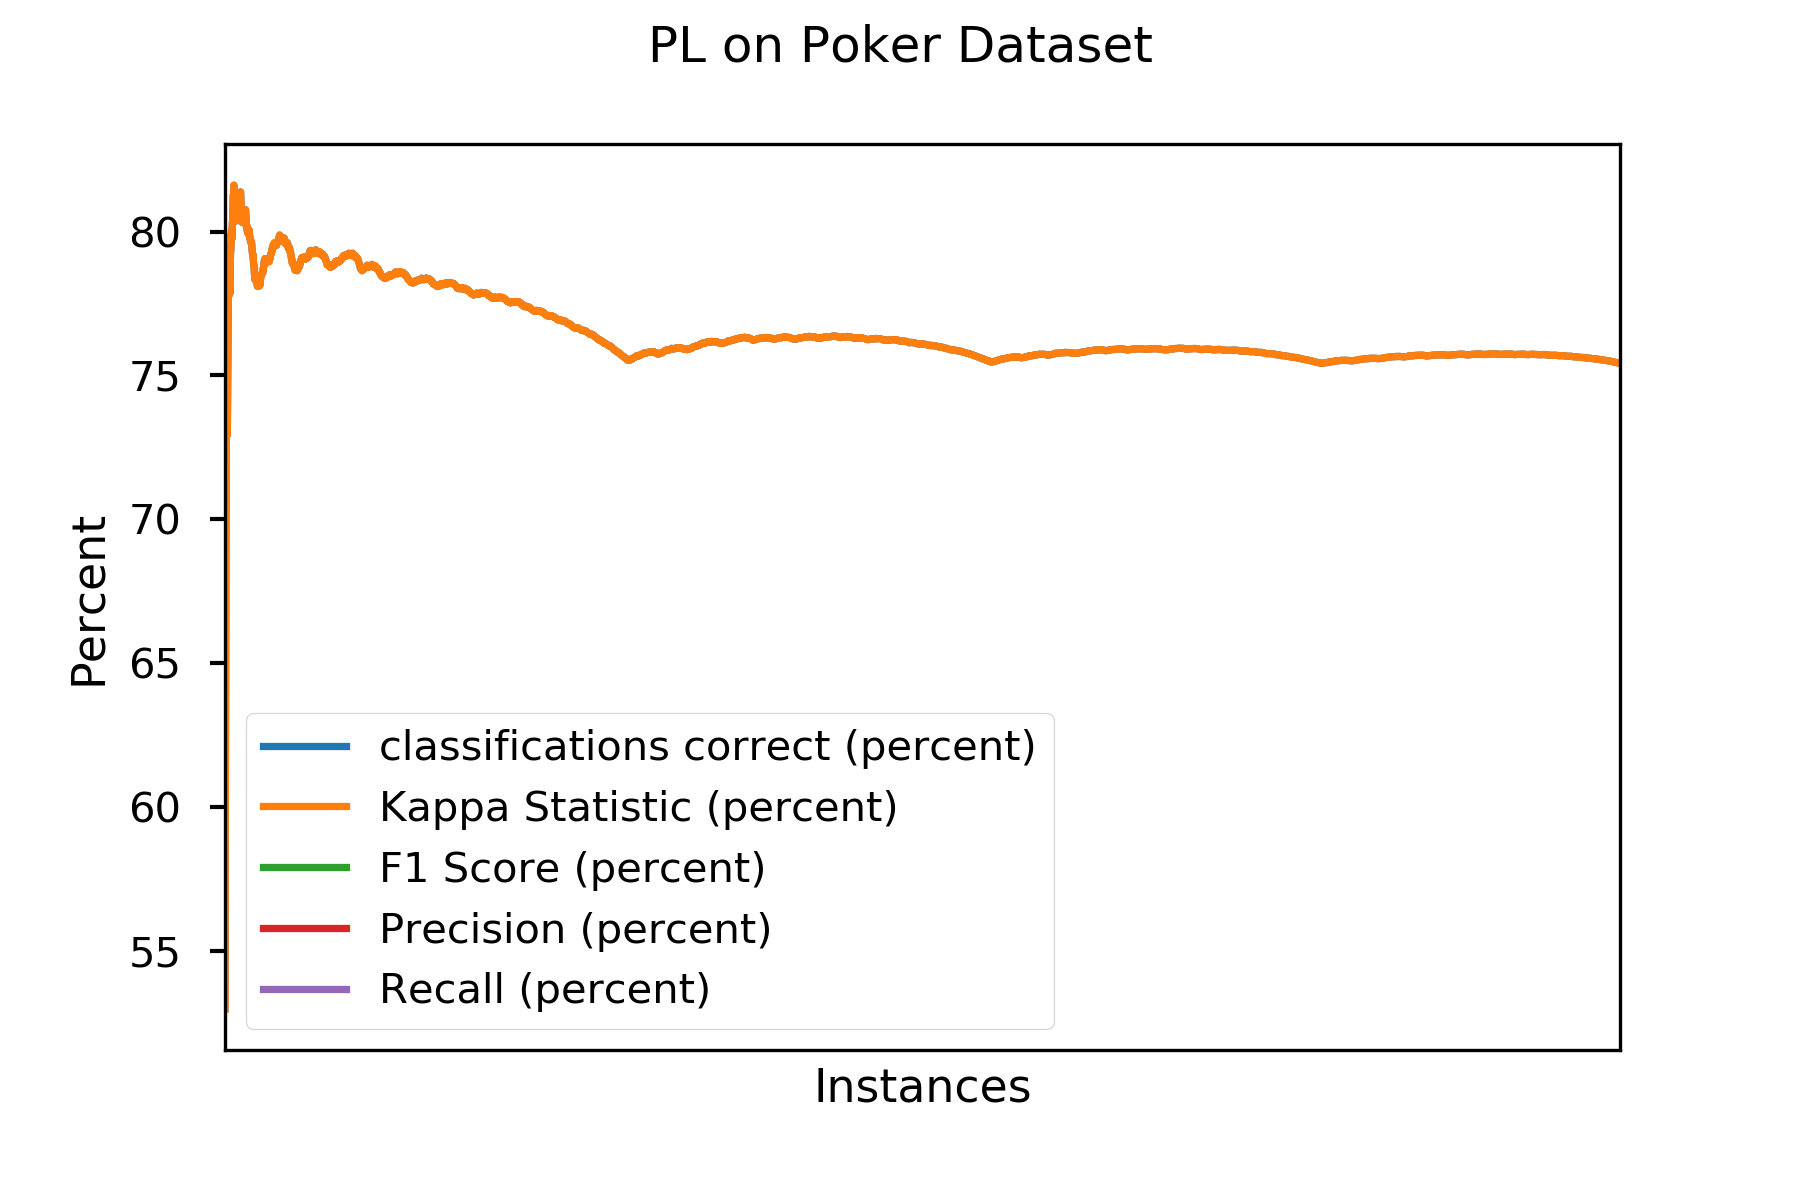 PL on Poker Dataset
80
75
70
65
60
55
Percent
classifications correct (percent)
Kappa Statistic (percent)
F1 Score (percent)
Precision (percent)
Recall (percent)
Instances